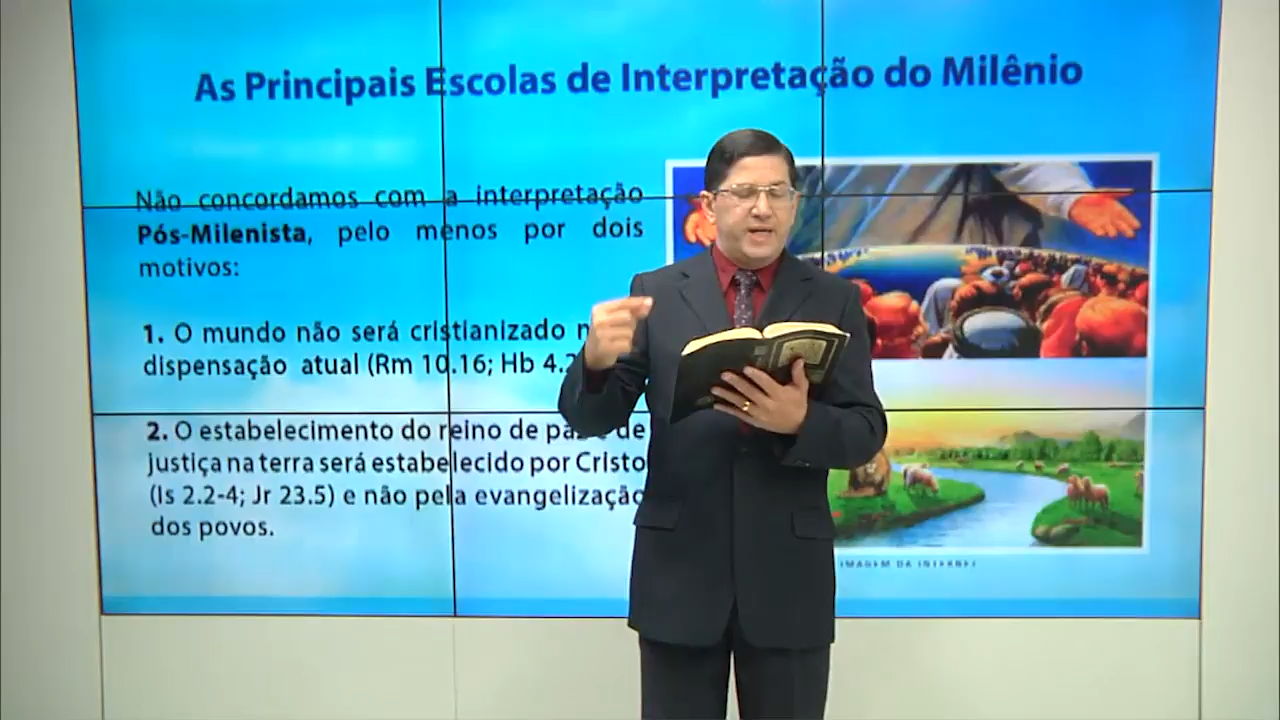 As Principais Escolas de Interpretação do Milênio
Não concordamos com a interpretação
Pós-Milenista, pelo menos por dois
motivos:
1. O mundo não será cristianizado
dispensação atual (Rm 10.16; Hb 4.2
2. O estabelecimento do reino de paz e de
justiça na terra será estabelecido por Cristo
(Is 2.2-4; Jr 23.5) e não pela evangelização
dos povos.
IMAGEM DA INTERNET